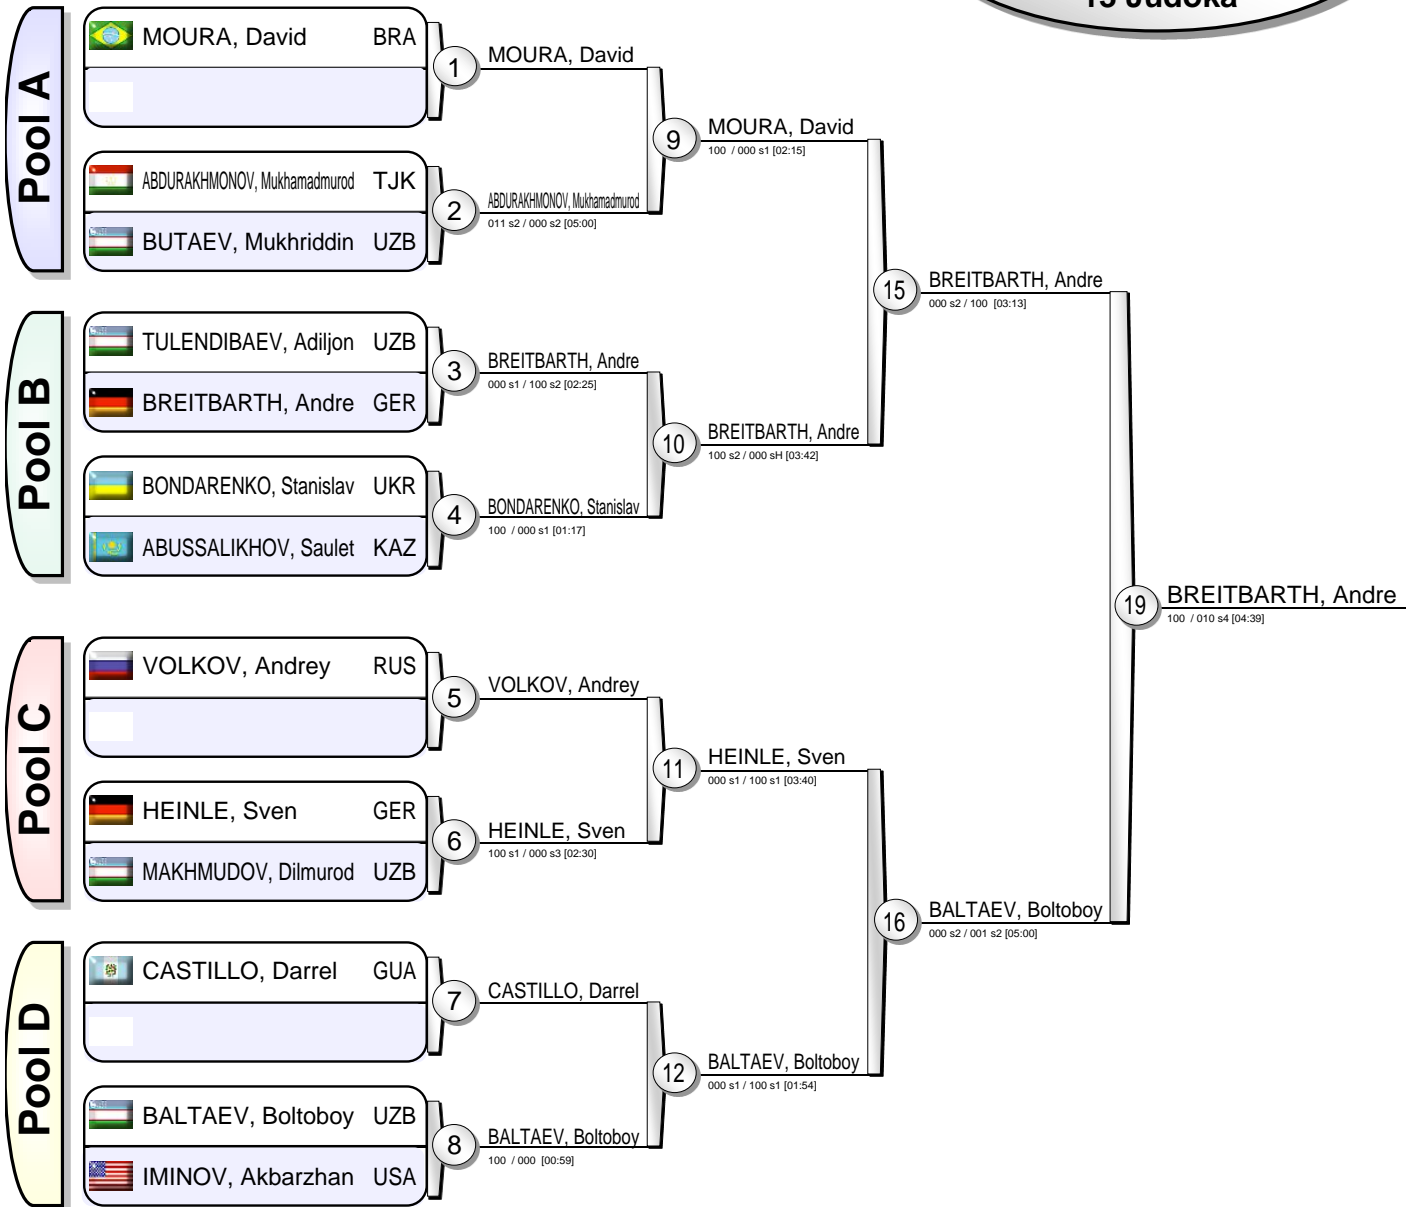 13 Judoka
Pool A
MOURA, David BRA
ABDURAKHMONOV, Mukhamadmurod TJK
BUTAEV, Mukhriddin UZB
Pool B
TULENDIBAEV, Adiljon UZB
BREITBARTH, Andre GER
BONDARENKO, Stanislav UKR
ABUSSALIKHOV, Saulet KAZ
Pool C
VOLKOV, Andrey RUS
HEINLE, Sven GER
MAKHMUDOV, Dilmurod UZB
Pool D
CASTILLO, Darrel GUA
BALTAEV, Boltoboy UZB
IMINOV, Akbarzhan USA
1
MOURA, David
2
ABDURAKHMONOV, Mukhamadmurod
011 s2 / 000 s2 [05:00]
3
BREITBARTH, Andre
000 s1 / 100 s2 [02:25]
4
BONDARENKO, Stanislav
100 / 000 s1 [01:17]
5
VOLKOV, Andrey
6
HEINLE, Sven
100 s1 / 000 s3 [02:30]
7
CASTILLO, Darrel
8
BALTAEV, Boltoboy
100 / 000 [00:59]
9
MOURA, David
100 / 000 s1 [02:15]
10
BREITBARTH, Andre
100 s2 / 000 sH [03:42]
11
HEINLE, Sven
000 s1 / 100 s1 [03:40]
12
BALTAEV, Boltoboy
000 s1 / 100 s1 [01:54]
15
BREITBARTH, Andre
000 s2 / 100 [03:13]
16
BALTAEV, Boltoboy
000 s2 / 001 s2 [05:00]
19
BREITBARTH, Andre
100 / 010 s4 [04:39]